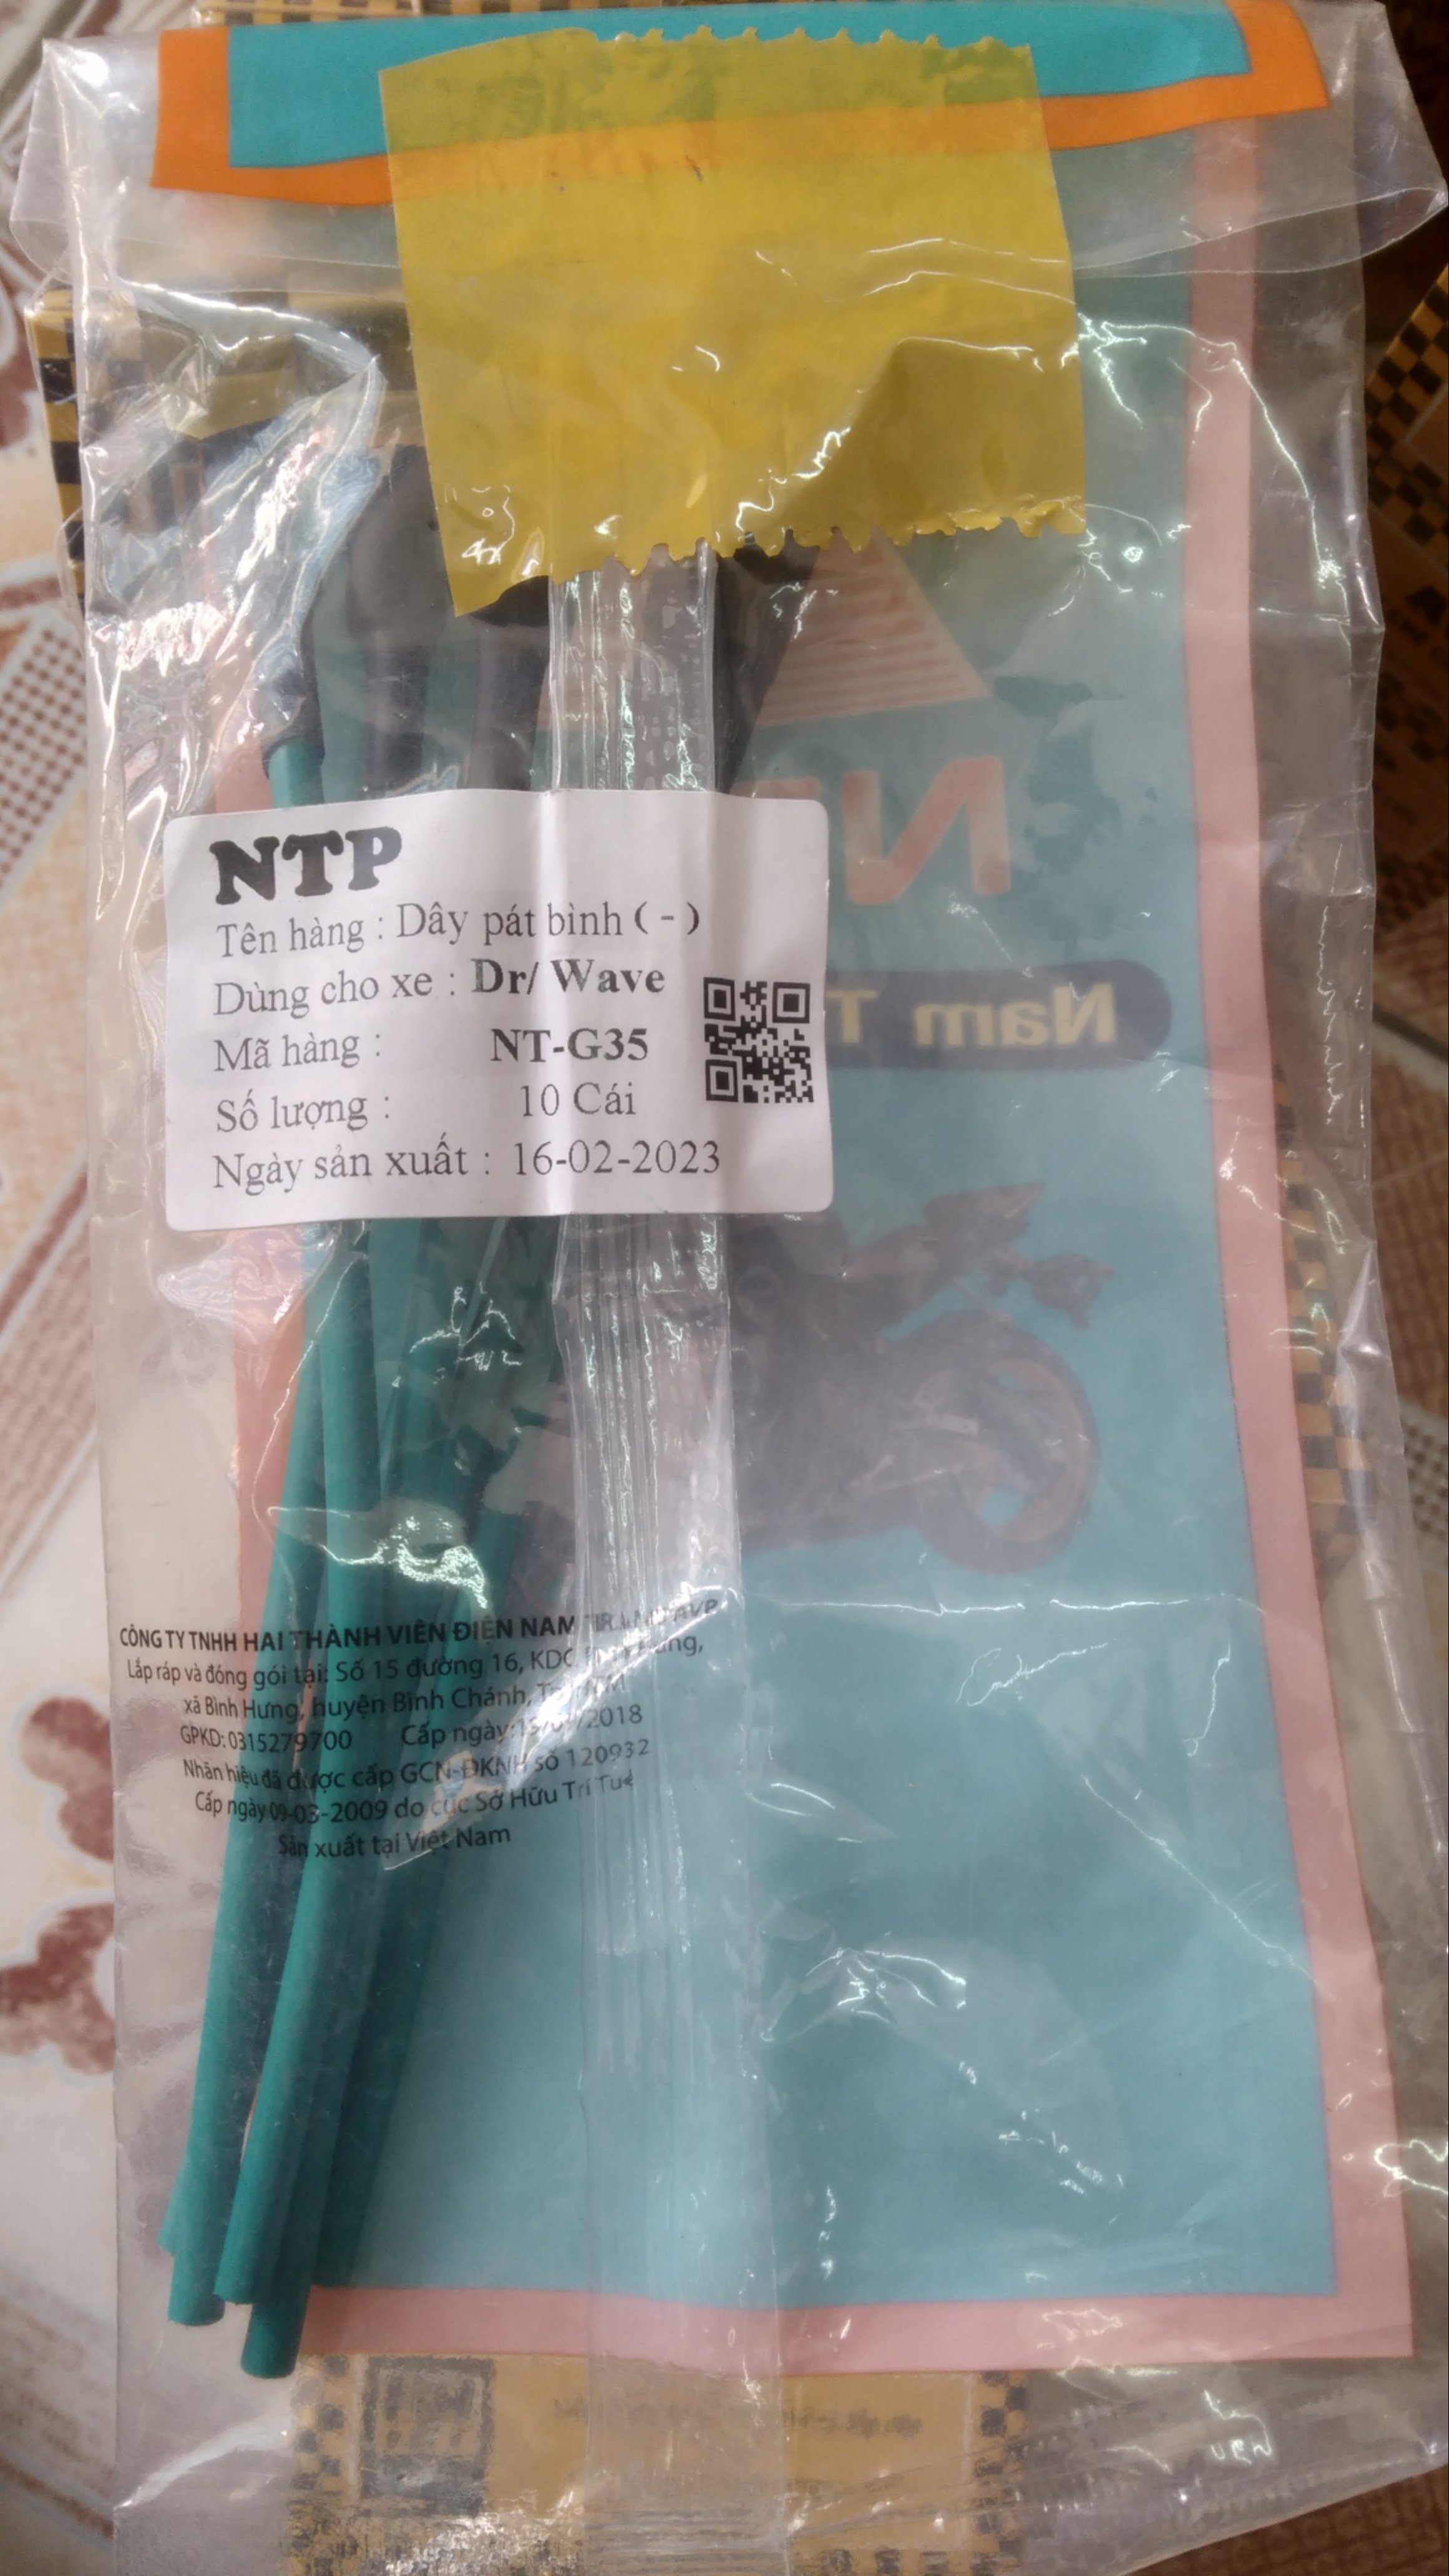 NTP
Tên hàng : Dây pát bình ( - )
Dùng cho xe : Dr/ Wave
Mã hàng : NT-G35
Số lượng : 10 Cái
Ngày sản xuất : 16-02-2023
Nam T
CÔNG TY TNHH HAI THÀNH VIÊN ĐIỆN NAM
Lắp ráp và đóng gói tại: Số 15 đường 16, KDC
xã Bình Hưng, huyện Bình Chánh,
GPKD: 0315279700 Cấp ngày:
Nhãn hiệu đã được cấp GCN-ĐKNH số 120932
Cấp ngày 09-03-2009 do cục Sở Hữu Trí Tuệ
Sản xuất tại Việt Nam